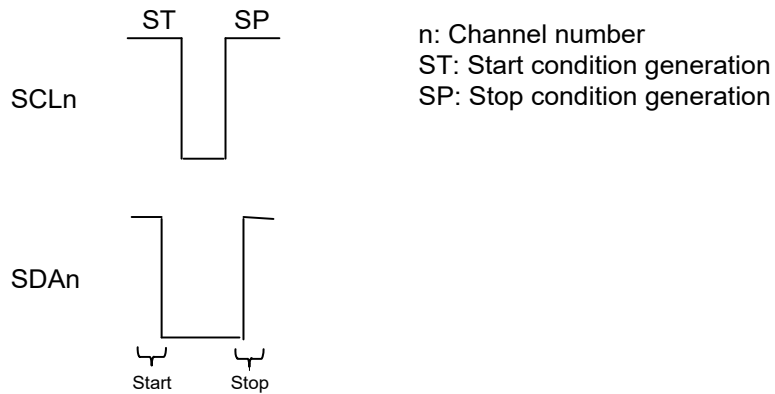 ST SP
n: Channel number
ST: Start condition generation
SP: Stop condition generation
SCLn
SDAn
Start Stop